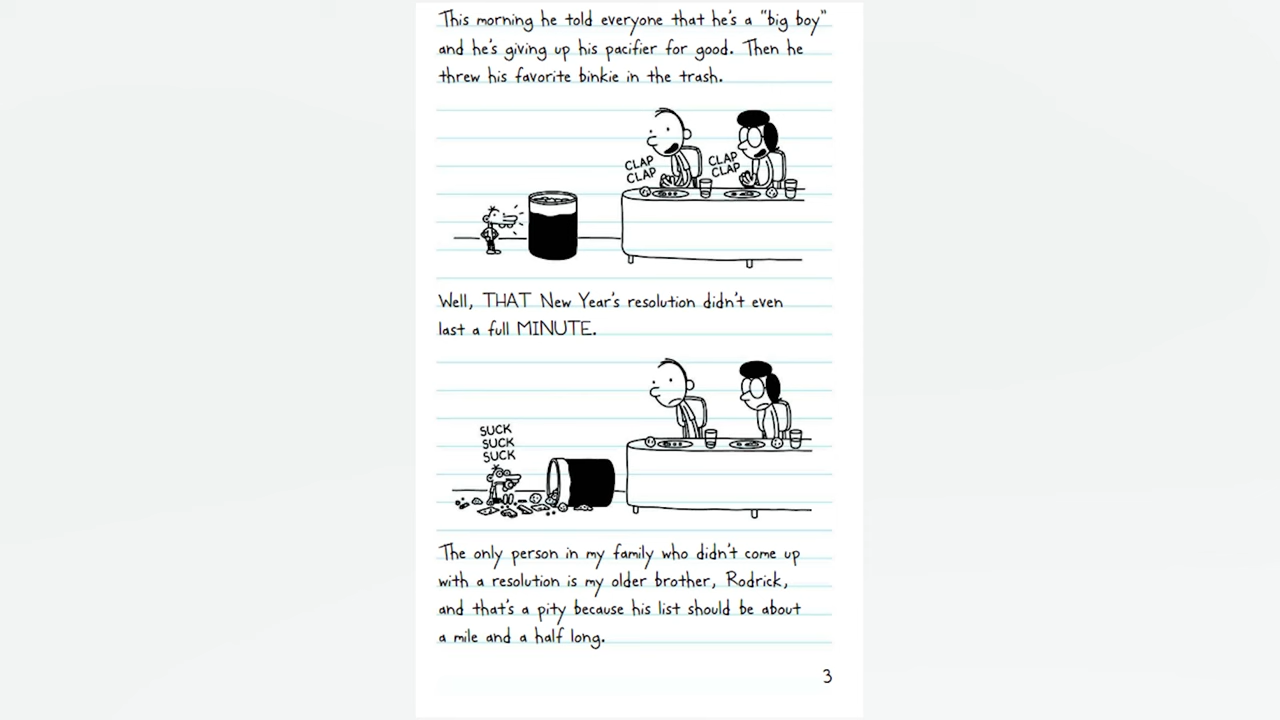 This morning he told everyone that he's a "big boy"
and he's giving up his pacifier for good. Then he
threw his favorite binkie in the trash.
CLAP
CLAP
CLAP
CLAP
Well, THAT New Year's resolution didn't even
last a full MINUTE.
SUCK
SUCK
SUCK
The only person in my family who didn't come up
with a resolution is my older brother, Rodrick,
and that's a pity because his list should be about
a mile and a half long.
3